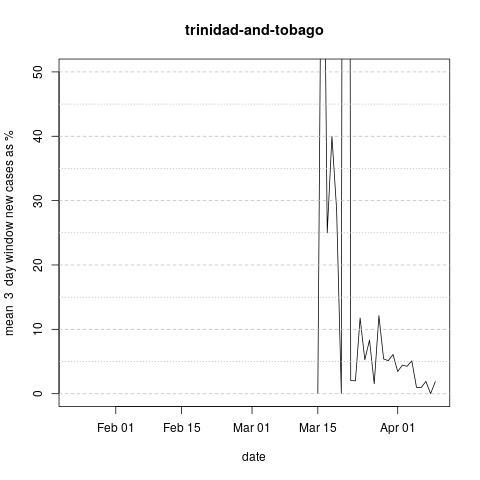 trinidad-and-tobago
mean 3 day window new cases as %
50
40
30
20
10
0
Feb 01 Feb 15 Mar 01 Mar 15 Apr 01
date